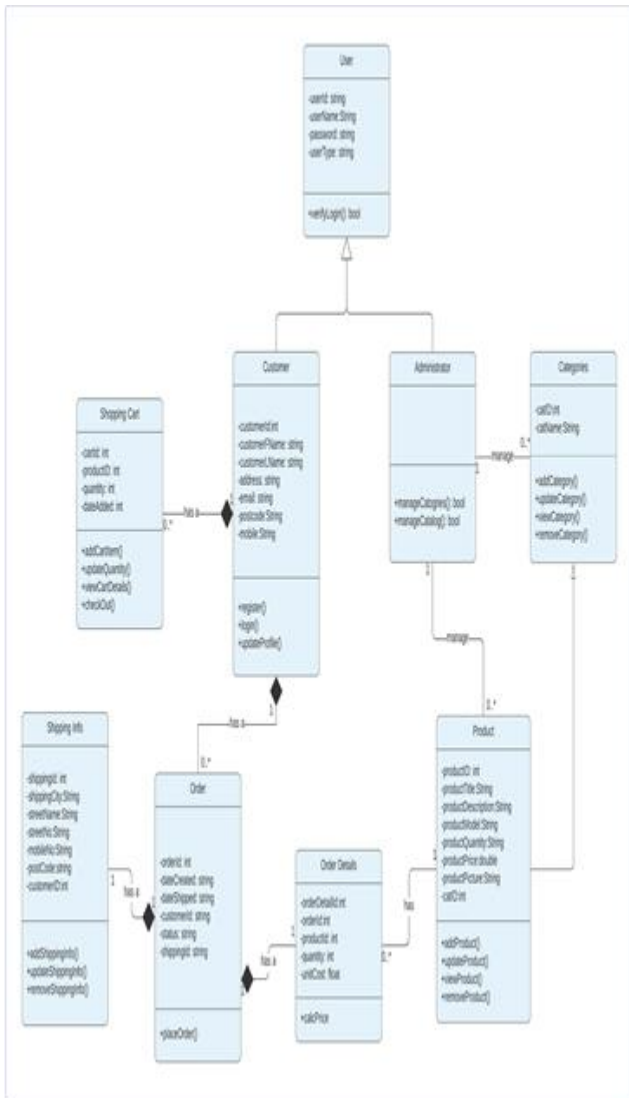 User
-userId: string
-userName:String
-password: string
-userType: string
+verifyLogin(): bool
Customer
-customerId:int
-customerFName: string
-customerLName: string
-address: string
-email: string
-postcode:String
-mobile:String
+register()
+login()
+updateProfile()
Administrator
+manageCatogries(): bool
+manageCatalog(): bool
Categories
-catID:int
-catName:String
+addCategory()
+updateCategory()
+viewCategory()
+removeCategory()
manage
1
0..*
Shopping Cart
-cartId: int
-productID: int
-quantity: int
-dateAdded: int
+addCartItem()
+updateQuantity()
+viewCartDetails()
+checkOut()
has a
0..*
manage
0..*
has a
1
0..*
Shipping Info
-shippingId: int
-shippingCity:String
-streetName:String
-streetNo:String
-mobileNo:String
-postCode:string
-customerID:int
+addShippingInfo()
+updateShippingInfo()
+removeShippingInfo()
has a
1
Order
-orderId: int
-dateCreated: string
-dateShipped: string
-customerId: string
-status: string
-shippingId: string
+placeOrder()
has a
Order Details
-orderDetailId:int
-orderId:int
-productId: int
-quantity: int
-unitCost: float
+calcPrice
has
0..*
Product
-productID: int
-productTitle:String
-productDescription:String
-productModel:String
-productQuantity:String
-productPrice:double
-productPicture:String
-catID:int
+addProduct()
+updateProduct()
+viewProduct()
+removeProduct()